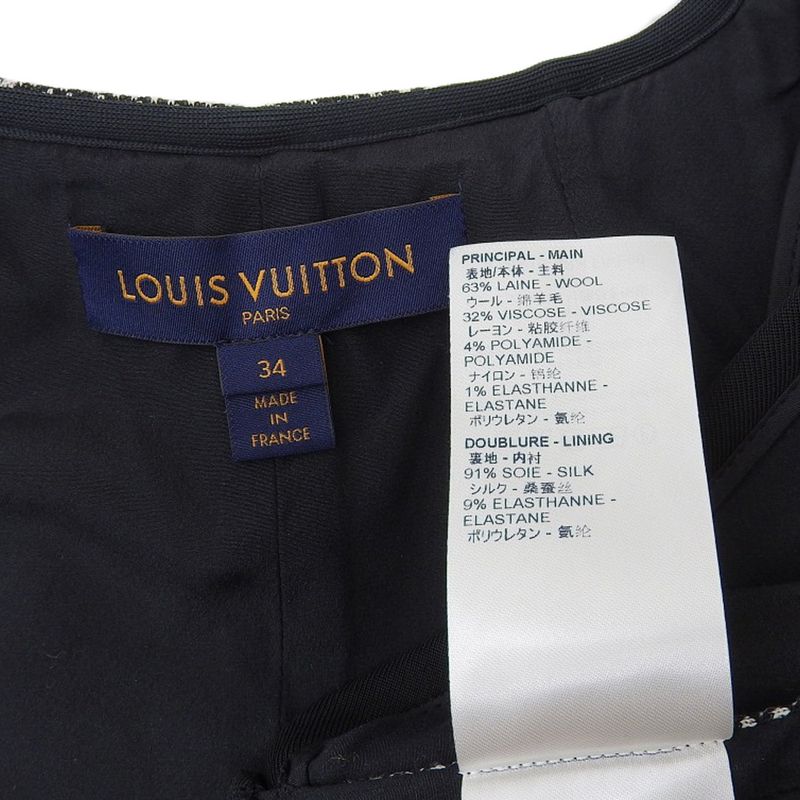 LOUIS VUITTON
PARIS
34
MADE
IN
FRANCE
PRINCIPAL - MAIN
表地/本体 - 主料
63% LAINE - WOOL
ウール - 绵羊毛
32% VISCOSE - VISCOSE
レーヨン - 粘胶纤维
4% POLYAMIDE -
POLYAMIDE
ナイロン - 锦纶
1% ELASTHANNE -
ELASTANE
ポリウレタン - 氨纶
DOUBLURE - LINING
裏地 - 内衬
91% SOIE - SILK
シルク - 桑蚕丝
9% ELASTHANNE -
ELASTANE
ポリウレタン - 氨纶